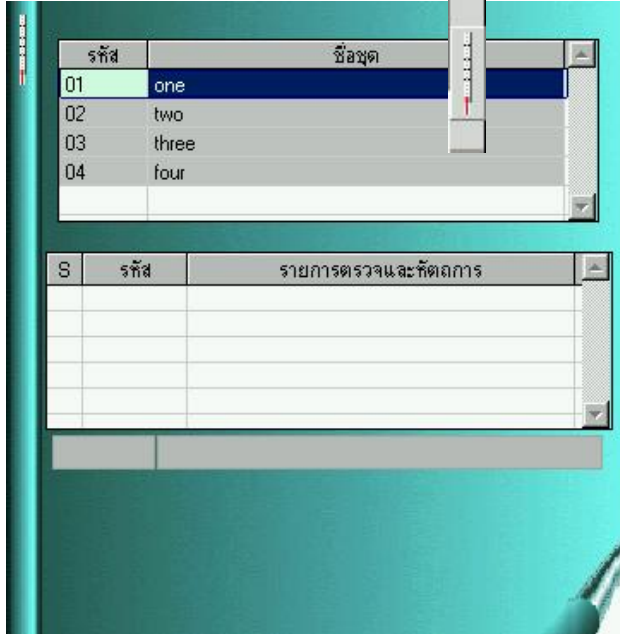 รหัส ชื่อชุด
01 one
02 two
03 three
04 four
S รหัส รายการตรวจและหัตถการ